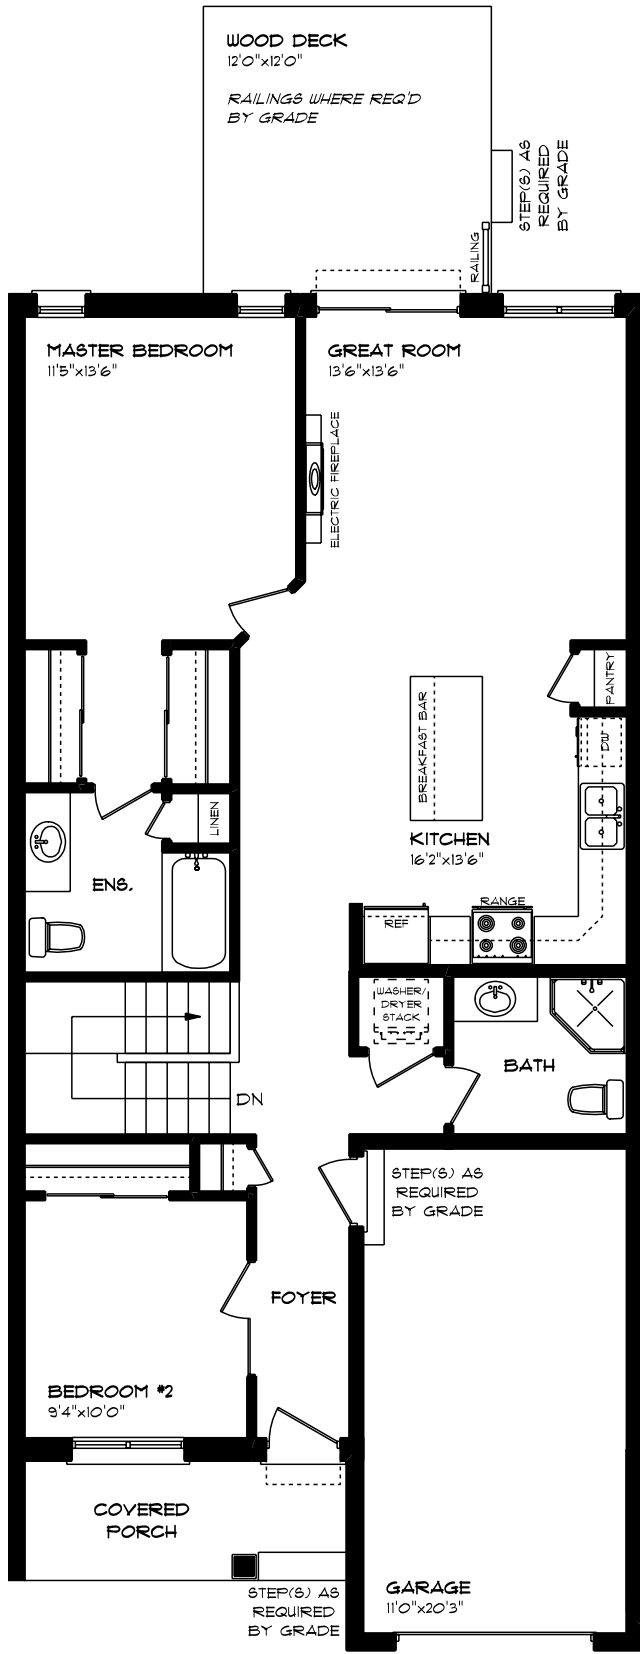 WOOD DECK
12'0"x12'0"
RAILINGS WHERE REQ'D
BY GRADE
STEP(S) AS
REQUIRED
BY GRADE
RAILING
MASTER BEDROOM
11'5"x13'6"
GREAT ROOM
13'6"x13'6"
ELECTRIC FIREPLACE
PANTRY
BREAKFAST BAR
DW
LINEN
KITCHEN
16'2"x13'6"
ENS.
RANGE
REF
WASHER/
DRYER
STACK
BATH
DN
STEP(S) AS
REQUIRED
BY GRADE
FOYER
BEDROOM #2
9'4"x10'0"
COVERED
PORCH
STEP(S) AS
REQUIRED
BY GRADE
GARAGE
11'0"x20'3"